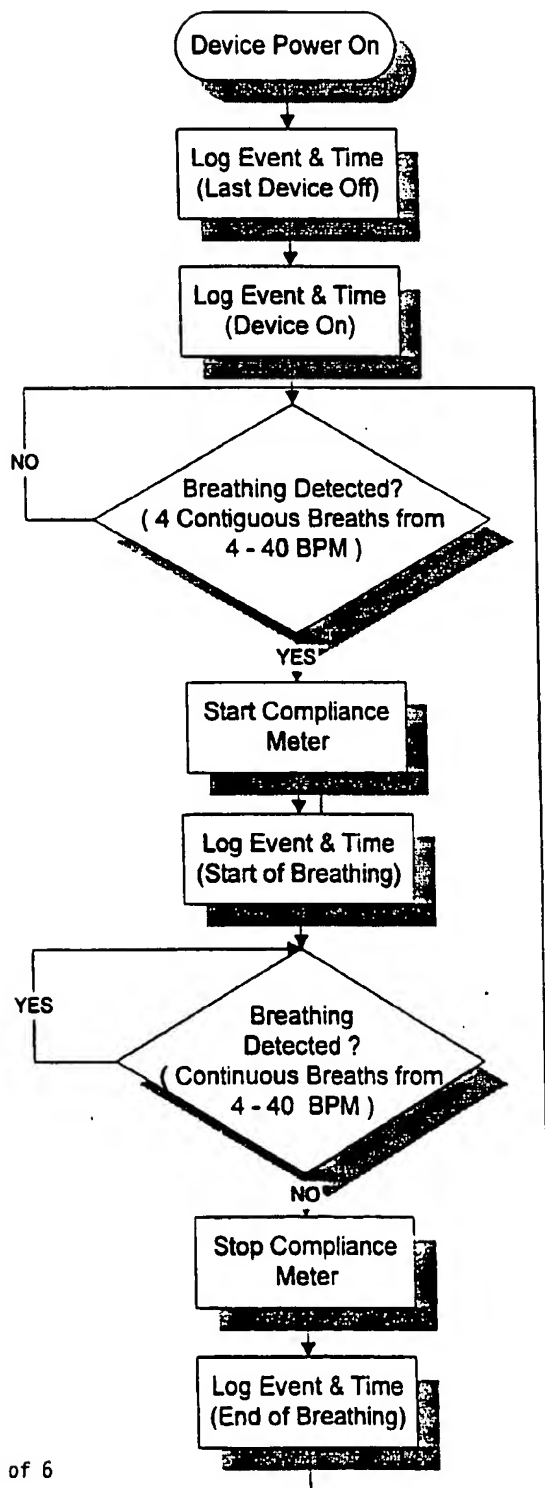 Device Power On
Log Event & Time
(Last Device Off)
Log Event & Time
(Device On)
NO
Breathing Detected?
( 4 Contiguous Breaths from
4 - 40 BPM )
YES
Start Compliance
Meter
Log Event & Time
(Start of Breathing)
YES
Breathing
Detected ?
( Continuous Breaths from
4 - 40 BPM )
NO
Stop Compliance
Meter
Log Event & Time
(End of Breathing)
of 6